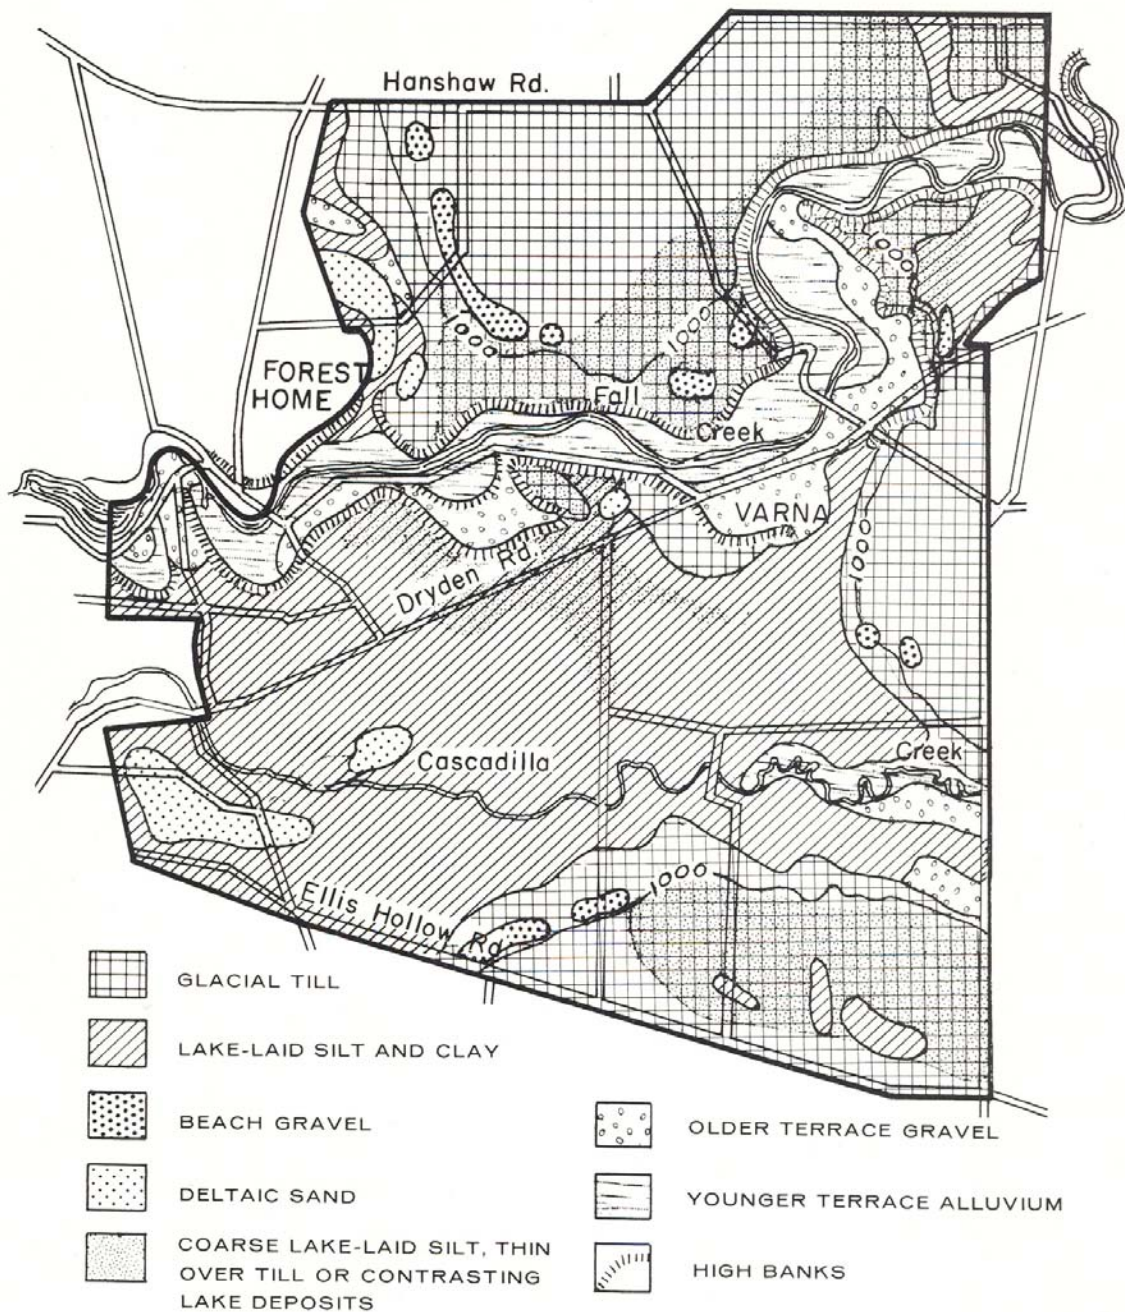 Hanshaw Rd.
1000
1000
1000
FOREST
HOME
Fall
Creek
VARNA
Dryden Rd.
1000
Creek
Cascadilla
1000
Ellis Hollow Rd
GLACIAL TILL
LAKE-LAID SILT AND CLAY
BEACH GRAVEL
DELTAIC SAND
COARSE LAKE-LAID SILT, THIN
OVER TILL OR CONTRASTING
LAKE DEPOSITS
OLDER TERRACE GRAVEL
YOUNGER TERRACE ALLUVIUM
HIGH BANKS